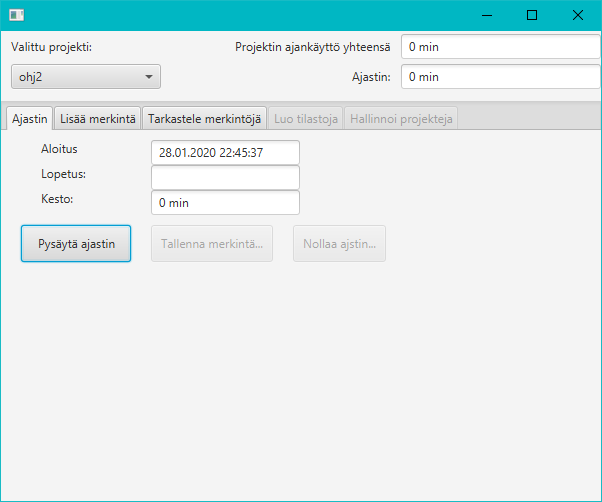 Valittu projekti:
Projektin ajankäyttö yhteensä
0 min
ohj2
Ajastin:
0 min
Ajastin
Lisää merkintä
Tarkastele merkintöjä
Luo tilastoja
Hallinnoi projekteja
Aloitus
28.01.2020 22:45:37
Lopetus:
Kesto:
0 min
Pysäytä ajastin
Tallenna merkintä...
Nollaa ajstin...